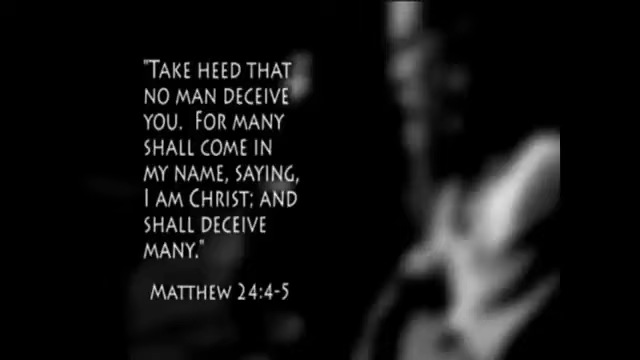 "Take heed that
no man deceive
you.  For many
shall come in
my name, saying,
I am Christ; and
shall deceive
many."
Matthew 24:4-5